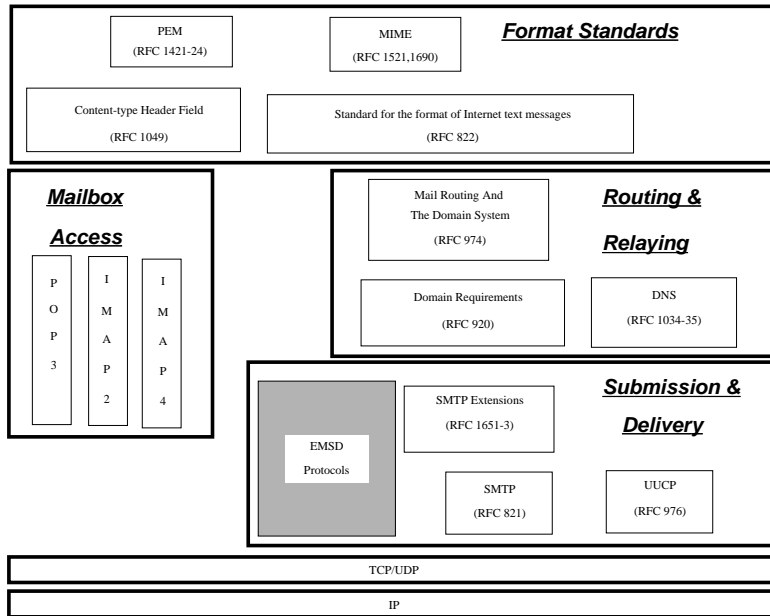 PEM
(RFC 1421-24)
MIME
(RFC 1521,1690)
Format Standards
Content-type Header Field
(RFC 1049)
Standard for the format of Internet text messages
(RFC 822)
Mailbox
Access
POP3
IMAP2
IMAP4
Mail Routing And
The Domain System
(RFC 974)
Routing &
Relaying
Domain Requirements
(RFC 920)
DNS
(RFC 1034-35)
EMSD
Protocols
SMTP Extensions
(RFC 1651-3)
Submission &
Delivery
SMTP
(RFC 821)
UUCP
(RFC 976)
TCP/UDP
IP